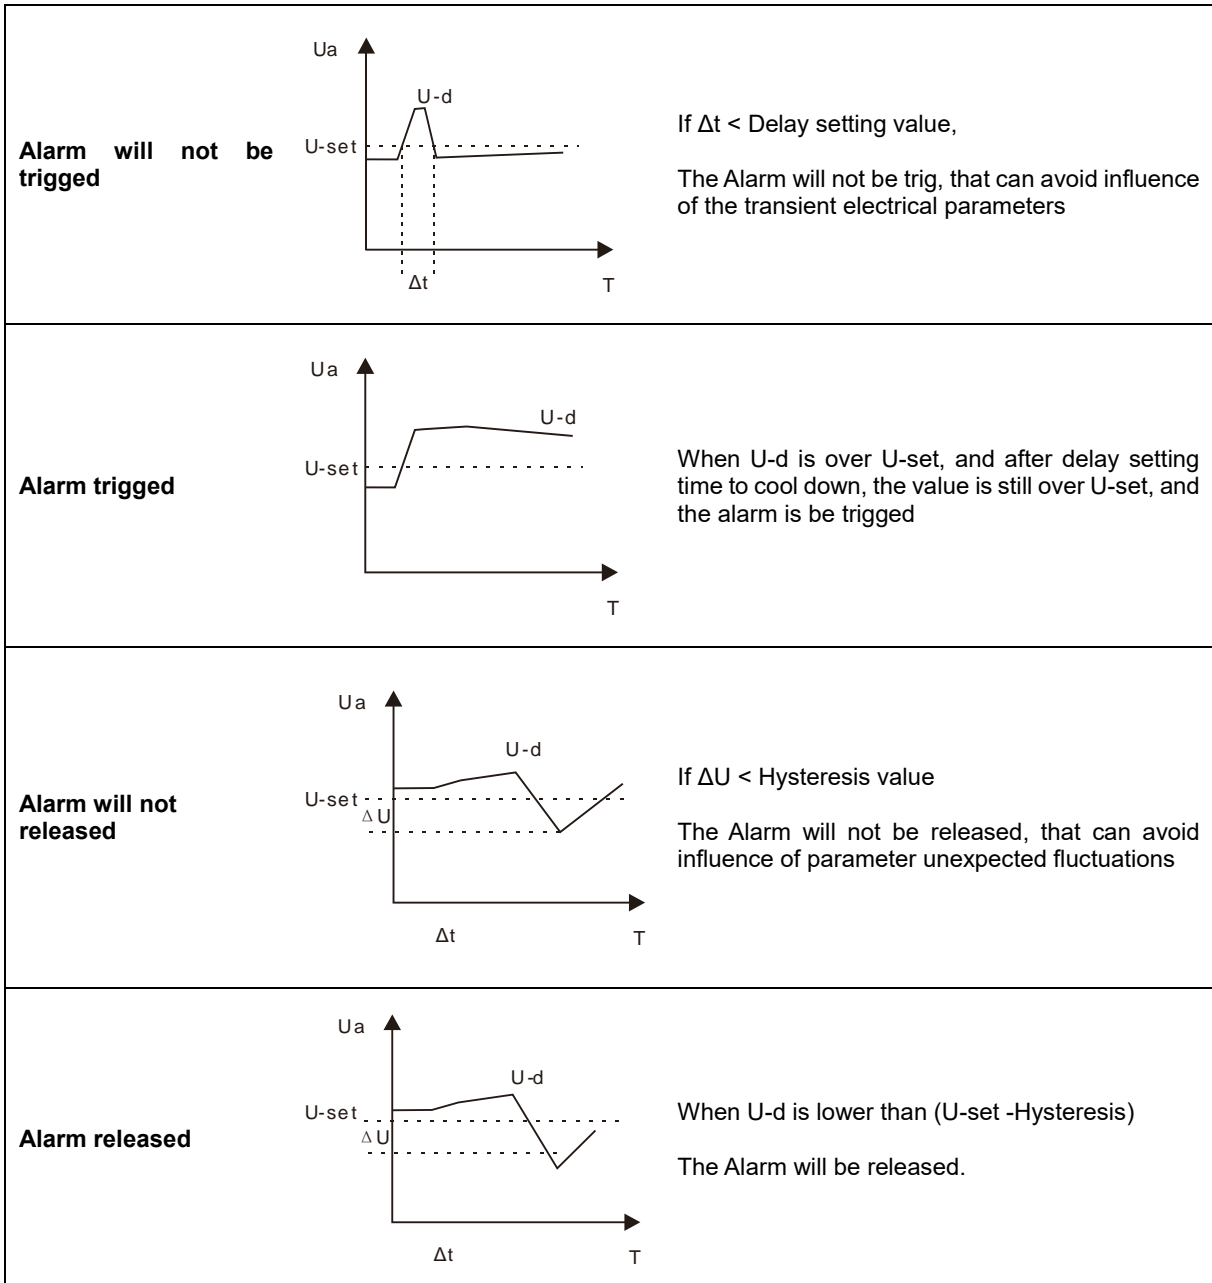 Alarm will not be
trigged
Ua
U-d
U-set
Δt
T
If Δt < Delay setting value,
The Alarm will not be trig, that can avoid influence
of the transient electrical parameters
Alarm trigged
Ua
U-d
U-set
T
When U-d is over U-set, and after delay setting
time to cool down, the value is still over U-set, and
the alarm is be trigged
Alarm will not
released
Ua
U-d
U-set
ΔU
Δt
T
If ΔU < Hysteresis value
The Alarm will not be released, that can avoid
influence of parameter unexpected fluctuations
Alarm released
Ua
U-d
U-set
ΔU
Δt
T
When U-d is lower than (U-set -Hysteresis)
The Alarm will be released.